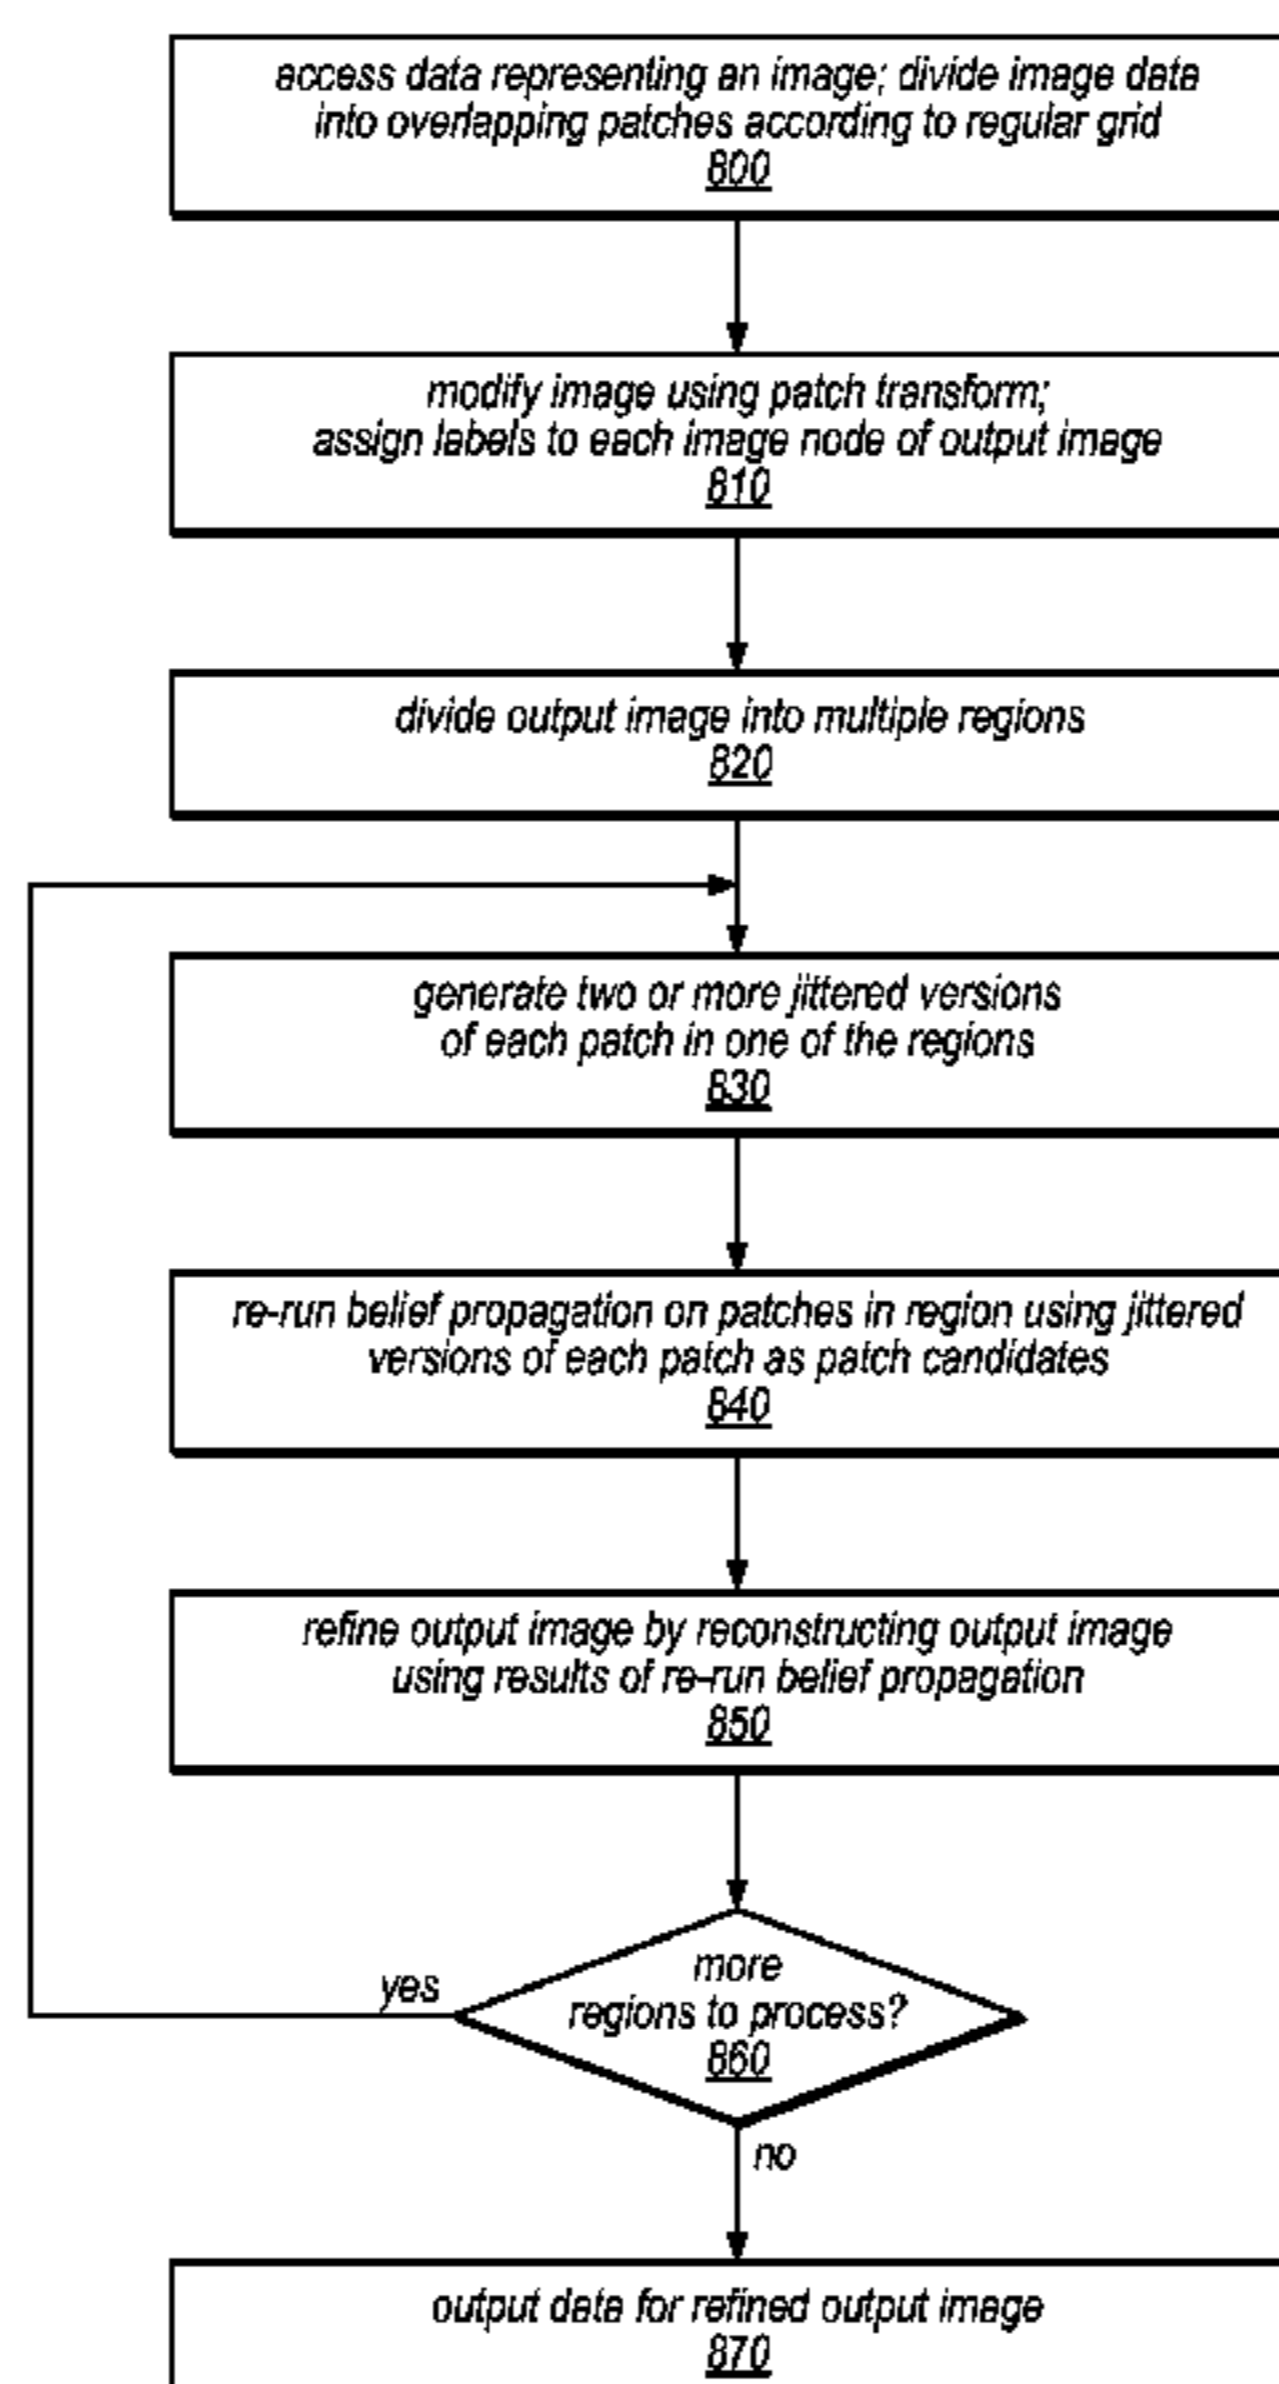 access data representing an image; divide image data
into overlapping patches according to regular grid
800
modify image using patch transform;
assign labels to each image node of output image
810
divide output image into multiple regions
820
generate two or more jittered versions
of each patch in one of the regions
830
re-run belief propagation on patches in region using jittered
versions of each patch as patch candidates
840
refine output image by reconstructing output image
using results of re-run belief propagation
850
more
regions to process?
860
yes
no
output data for refined output image
870